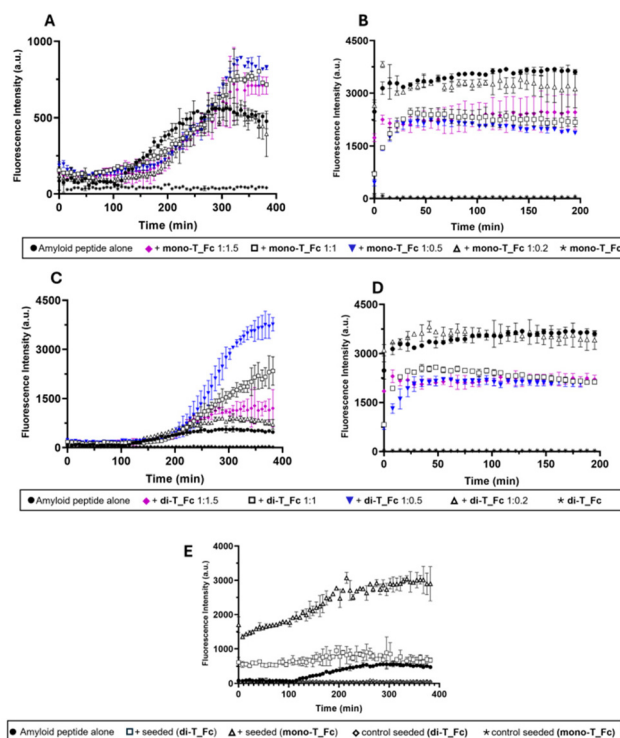 A
B
Fluorescence Intensity (a.u.)
1000
500
0
0 100 200 300 400
Time (min)
Fluorescence Intensity (a.u.)
4500
3000
1500
0
0 50 100 150 200
Time (min)
Amyloid peptide alone + mono-T_Fc 1:1.5 + mono-T_Fc 1:1 + mono-T_Fc 1:0.5 + mono-T_Fc 1:0.2 mono-T_Fc
C
D
Fluorescence Intensity (a.u.)
4500
3000
1500
0
0 100 200 300 400
Time (min)
Fluorescence Intensity (a.u.)
4500
3000
1500
0
0 50 100 150 200
Time (min)
Amyloid peptide alone + di-T_Fc 1:1.5 + di-T_Fc 1:1 + di-T_Fc 1:0.5 + di-T_Fc 1:0.2 di-T_Fc
E
Fluorescence Intensity (a.u.)
4000
3000
2000
1000
0
0 100 200 300 400
Time (min)
Amyloid peptide alone + seeded (di-T_Fc) + seeded (mono-T_Fc) control seeded (di-T_Fc) control seeded (mono-T_Fc)